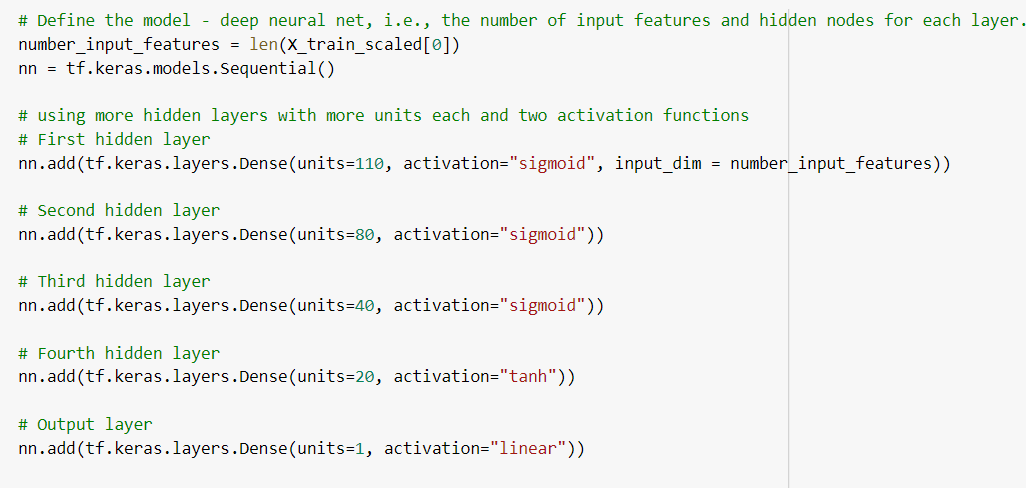 # Define the model - deep neural net, i.e., the number of input features and hidden nodes for each layer.
number_input_features = len(X_train_scaled[0])
nn = tf.keras.models.Sequential()
# using more hidden layers with more units each and two activation functions
# First hidden layer
nn.add(tf.keras.layers.Dense(units=110, activation="sigmoid", input_dim = number_input_features))
# Second hidden layer
nn.add(tf.keras.layers.Dense(units=80, activation="sigmoid"))
# Third hidden layer
nn.add(tf.keras.layers.Dense(units=40, activation="sigmoid"))
# Fourth hidden layer
nn.add(tf.keras.layers.Dense(units=20, activation="tanh"))
# Output layer
nn.add(tf.keras.layers.Dense(units=1, activation="linear"))